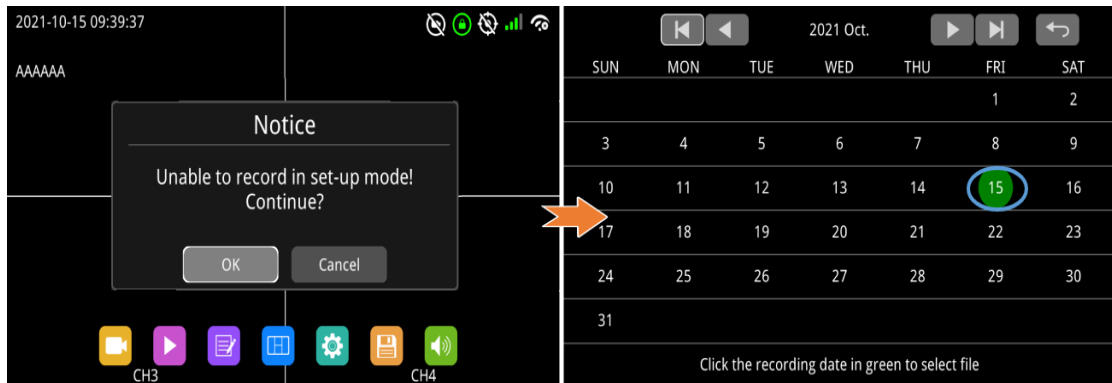 2021-10-15 09:39:37
AAAAAA
Notice
Unable to record in set-up mode!
Continue?
OK Cancel
CH3 CH4
2021 Oct.
SUN MON TUE WED THU FRI SAT
1 2
3 4 5 6 7 8 9
10 11 12 13 14 15 16
17 18 19 20 21 22 23
24 25 26 27 28 29 30
31
Click the recording date in green to select file